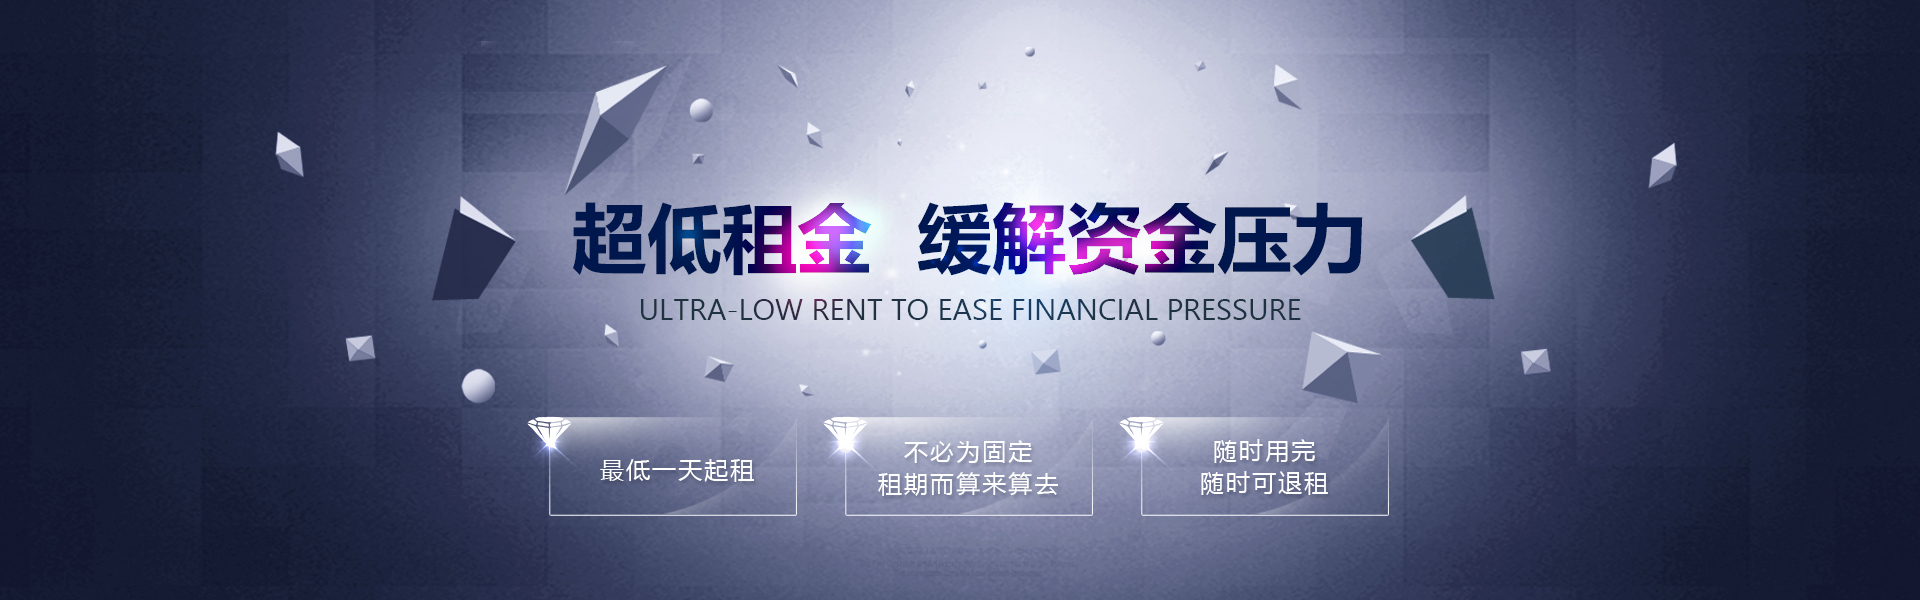 超低租金 缓解资金压力
ULTRA-LOW RENT TO EASE FINANCIAL PRESSURE
最低一天起租
不必为固定
租期而算来算去
随时用完
随时可退租